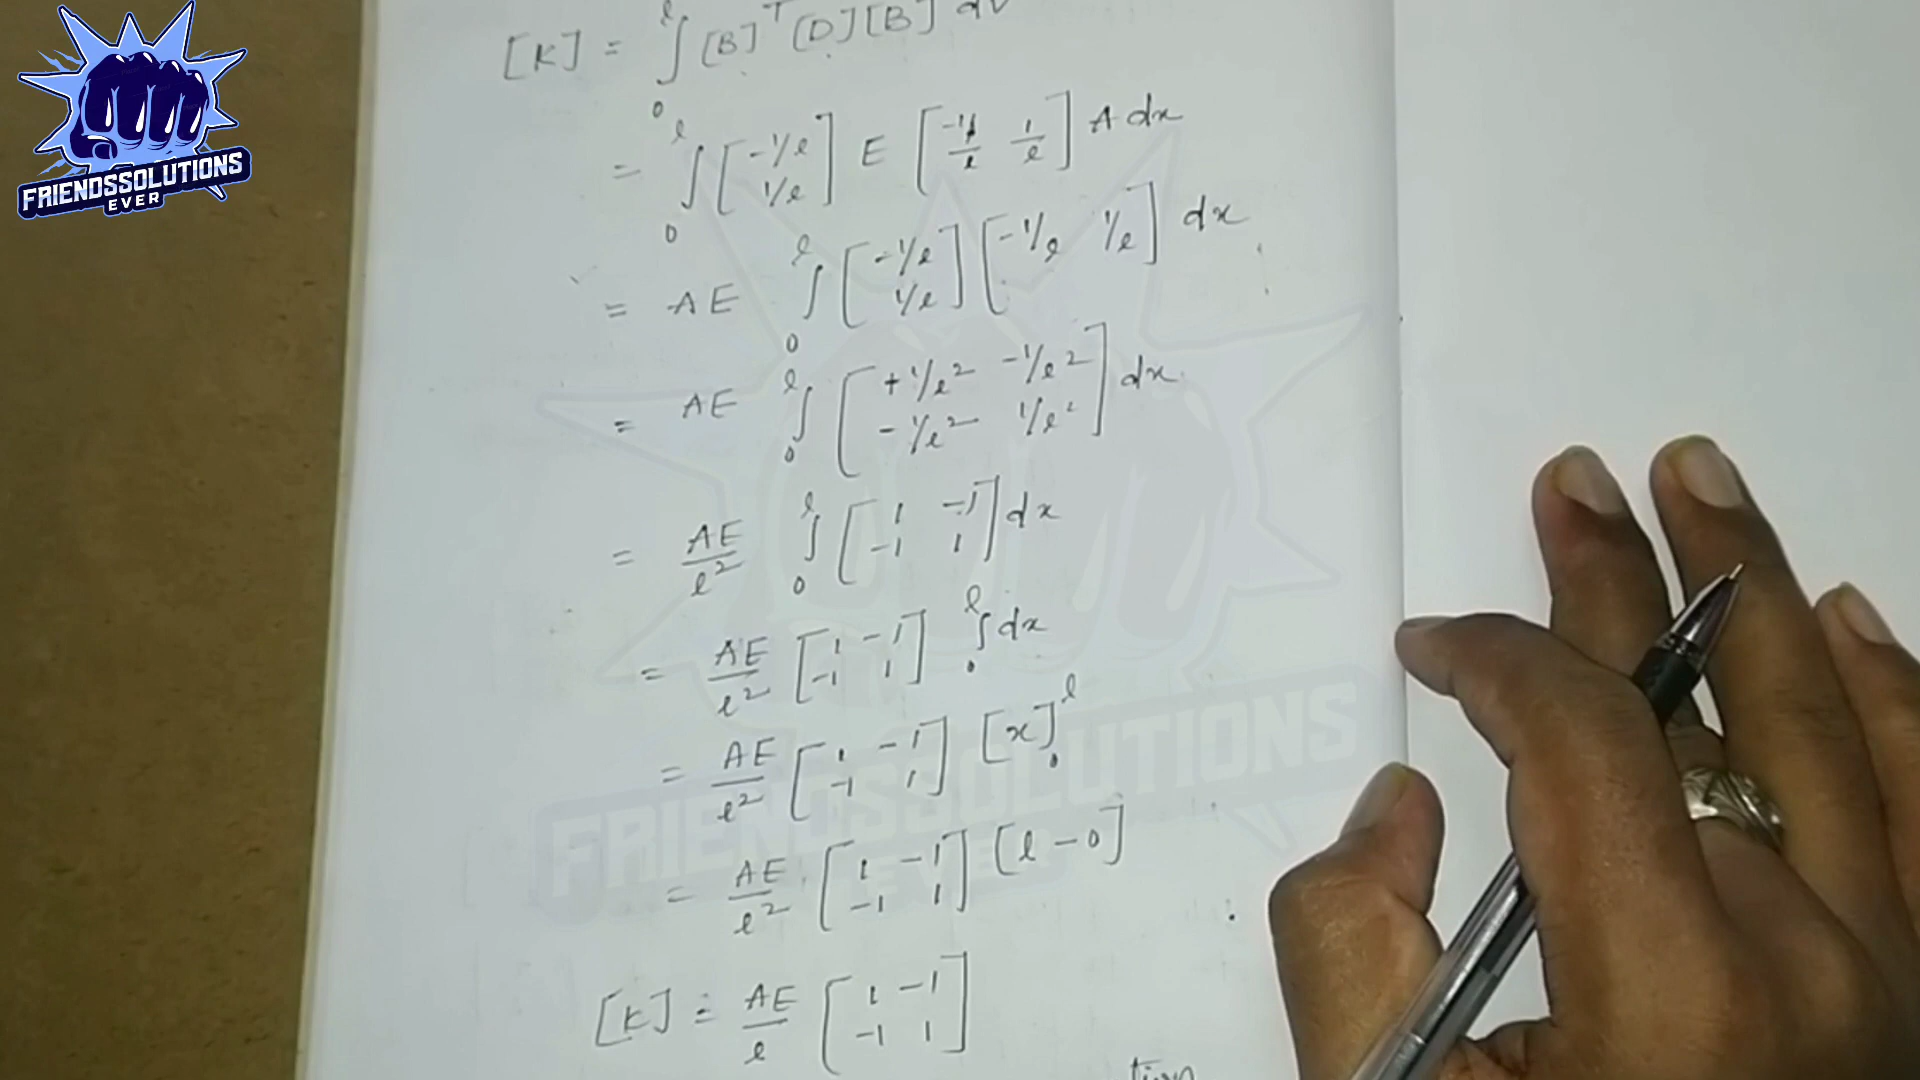 FRIENDSSOLUTIONS
EVER
[K] = ∫₀ˡ [B]ᵀ [D] [B] dv
= ∫₀ˡ [-1/l ; 1/l] E [-1/l 1/l] A dx
= AE ∫₀ˡ [-1/l ; 1/l] [-1/l 1/l] dx
= AE ∫₀ˡ [+1/l² -1/l² ; -1/l² 1/l²] dx
= AE/l² ∫₀ˡ [1 -1 ; -1 1] dx
= AE/l² [1 -1 ; -1 1] ∫₀ˡ dx
= AE/l² [1 -1 ; -1 1] [x]₀ˡ
= AE/l² [1 -1 ; -1 1] [l - 0]
[K] = AE/l [1 -1 ; -1 1]
FRIENDSSOLUTIONS
EVER